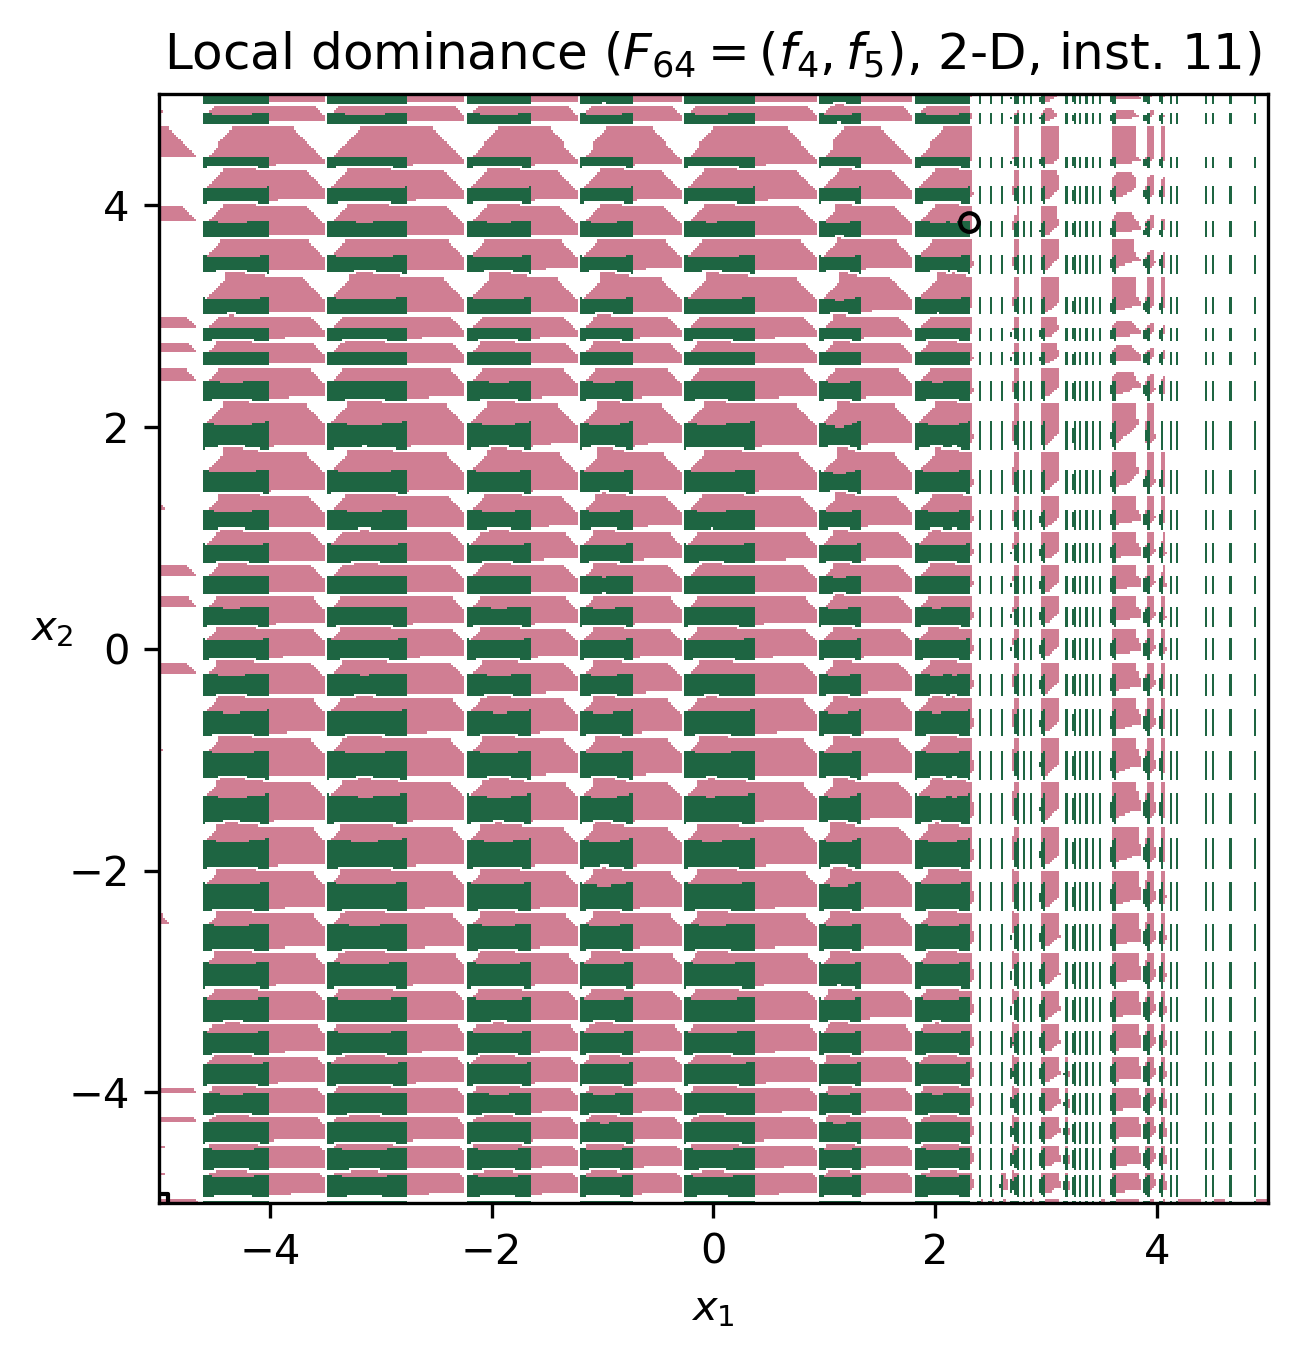 Local dominance (F₆₄ = (f₄, f₅), 2-D, inst. 11)
4
2
x₂
0
−2
−4
−4 −2 0 2 4
x₁